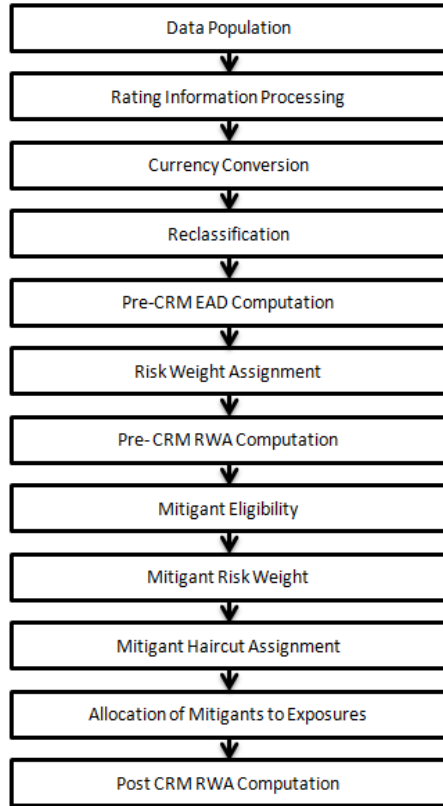 Data Population
Rating Information Processing
Currency Conversion
Reclassification
Pre-CRM EAD Computation
Risk Weight Assignment
Pre- CRM RWA Computation
Mitigant Eligibility
Mitigant Risk Weight
Mitigant Haircut Assignment
Allocation of Mitigants to Exposures
Post CRM RWA Computation